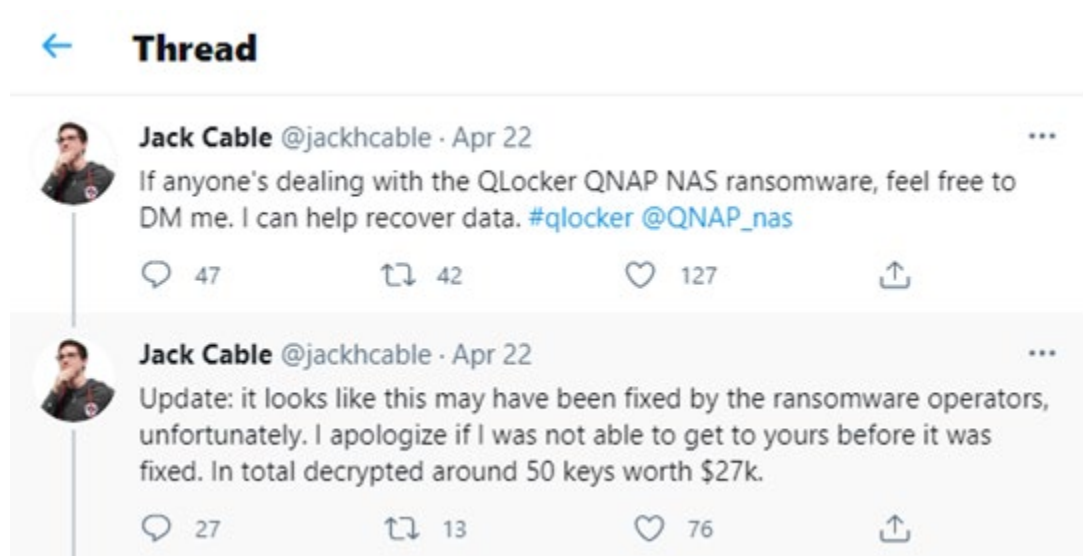 Thread
Jack Cable @jackhcable · Apr 22
If anyone's dealing with the QLocker QNAP NAS ransomware, feel free to
DM me. I can help recover data. #qlocker @QNAP_nas
47 42 127
Jack Cable @jackhcable · Apr 22
Update: it looks like this may have been fixed by the ransomware operators,
unfortunately. I apologize if I was not able to get to yours before it was
fixed. In total decrypted around 50 keys worth $27k.
27 13 76